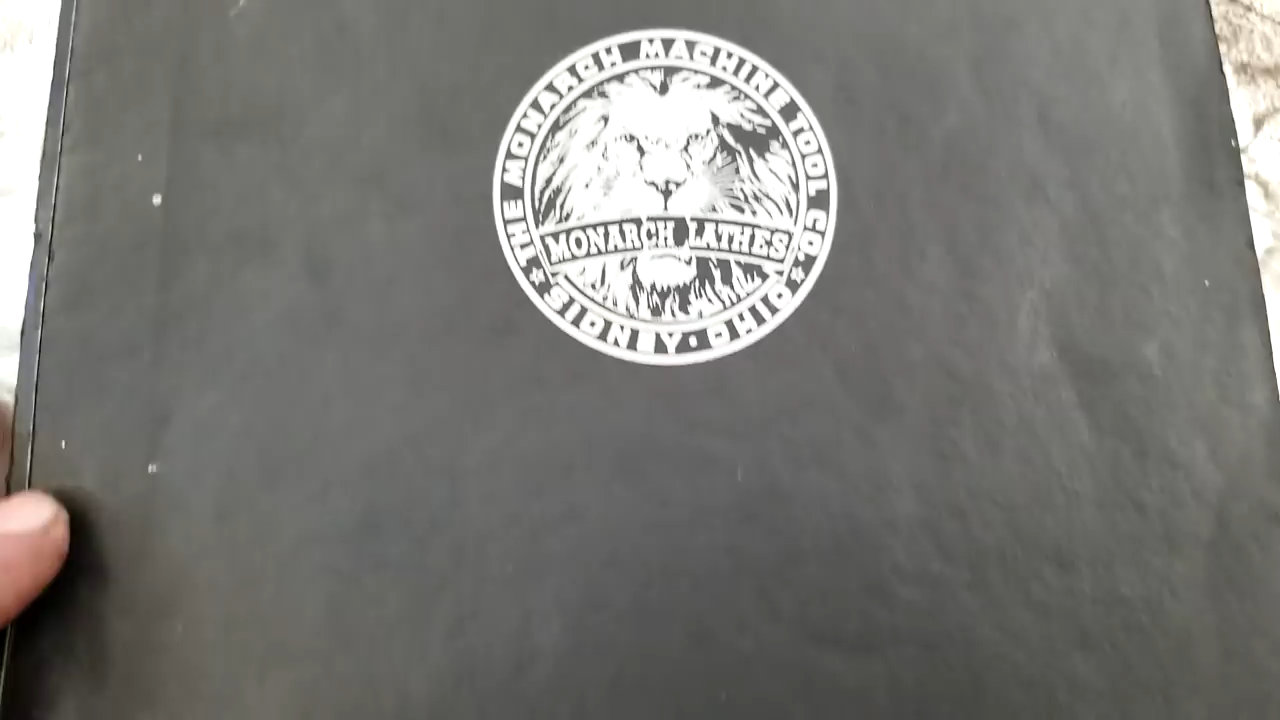 THE MONARCH MACHINE TOOL CO.
MONARCH LATHES
SIDNEY · OHIO